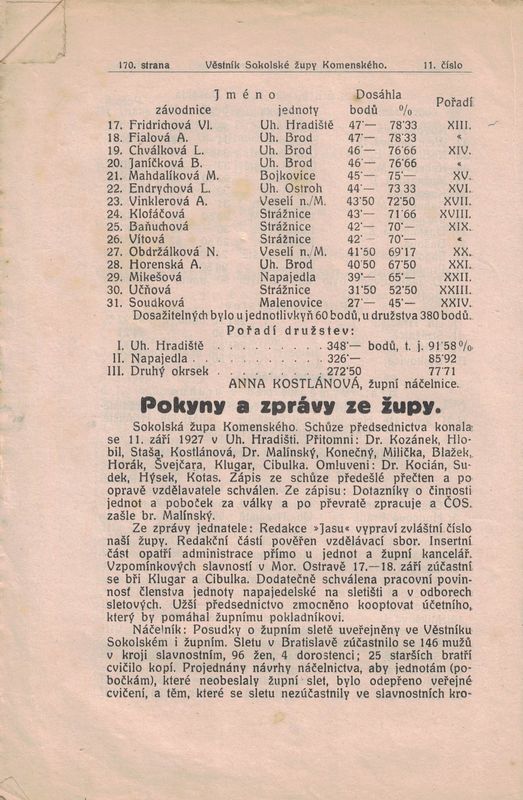 170. strana Věstník Sokolské župy Komenského. 11. číslo
Jméno Dosáhla Pořadí
závodnice jednoty bodů %
17. Fridrichová Vl. Uh. Hradiště 47·— 78·33 XIII.
18. Fialová A. Uh. Brod 47·— 78·33 «
19. Chválková L. Uh. Brod 46·— 76·66 XIV.
20. Janíčková B. Uh. Brod 46·— 76·66 «
21. Mahdalíková M. Bojkovice 45·— 75·— XV.
22. Endrychová L. Uh. Ostroh 44·— 73 33 XVI.
23. Vinklerová A. Veselí n./M. 43·50 72·50 XVII.
24. Klofáčová Strážnice 43·— 71·66 XVIII.
25. Baňuchová Strážnice 42·— 70·— XIX.
26. Vítová Strážnice 42·— 70·— «
27. Obdržálková N. Veselí n./M. 41·50 69·17 XX.
28. Horenská A. Uh. Brod 40·50 67·50 XXI.
29. Mikešová Napajedla 39·— 65·— XXII.
30. Učňová Strážnice 31·50 52·50 XXIII.
31. Soudková Malenovice 27·— 45·— XXIV.
Dosažitelných bylo u jednotlivkyň 60 bodů, u družstva 380 bodů.
Pořadí družstev:
I. Uh. Hradiště . . . . . . . . . 348·— bodů, t. j. 91·58 %
II. Napajedla . . . . . . . . . . 326·— 85·92
III. Druhý okrsek . . . . . . . . . 272·50 77·71
ANNA KOSTLÁNOVÁ, župní náčelnice.
Pokyny a zprávy ze župy.
Sokolská župa Komenského. Schůze předsednictva konala
se 11. září 1927 v Uh. Hradišti. Přítomni: Dr. Kozánek, Hlo-
bil, Staša, Kostlánová, Dr. Malínský, Konečný, Milička, Blažek,
Horák, Švejčara, Klugar, Cibulka. Omluveni: Dr. Kocián, Su-
dek, Hýsek, Kotas. Zápis ze schůze předešlé přečten a po
opravě vzdělavatele schválen. Ze zápisu: Dotazníky o činnosti
jednot a poboček za války a po převratě zpracuje a ČOS.
zašle br. Malínský.
Ze zprávy jednatele: Redakce »Jasu« vypraví zvláštní číslo
naší župy. Redakční částí pověřen vzdělávací sbor. Insertní
část opatří administrace přímo u jednot a župní kancelář.
Vzpomínkových slavností v Mor. Ostravě 17.—18. září zúčastní
se bři Klugar a Cibulka. Dodatečně schválena pracovní povin-
nosť členstva jednoty napajedelské na sletišti a v odborech
sletových. Užší předsednictvo zmocněno kooptovat účetního,
který by pomáhal župnímu pokladníkovi.
Náčelník: Posudky o župním sletě uveřejněny ve Věstníku
Sokolském i župním. Sletu v Bratislavě zúčastnilo se 146 mužů
v kroji slavnostním, 96 žen, 4 dorostenci; 25 starších bratří
cvičilo kopí. Projednány návrhy náčelnictva, aby jednotám (po-
bočkám), které neobeslaly župní slet, bylo odepřeno veřejné
cvičení, a těm, které se sletu nezúčastnily ve slavnostních kro-